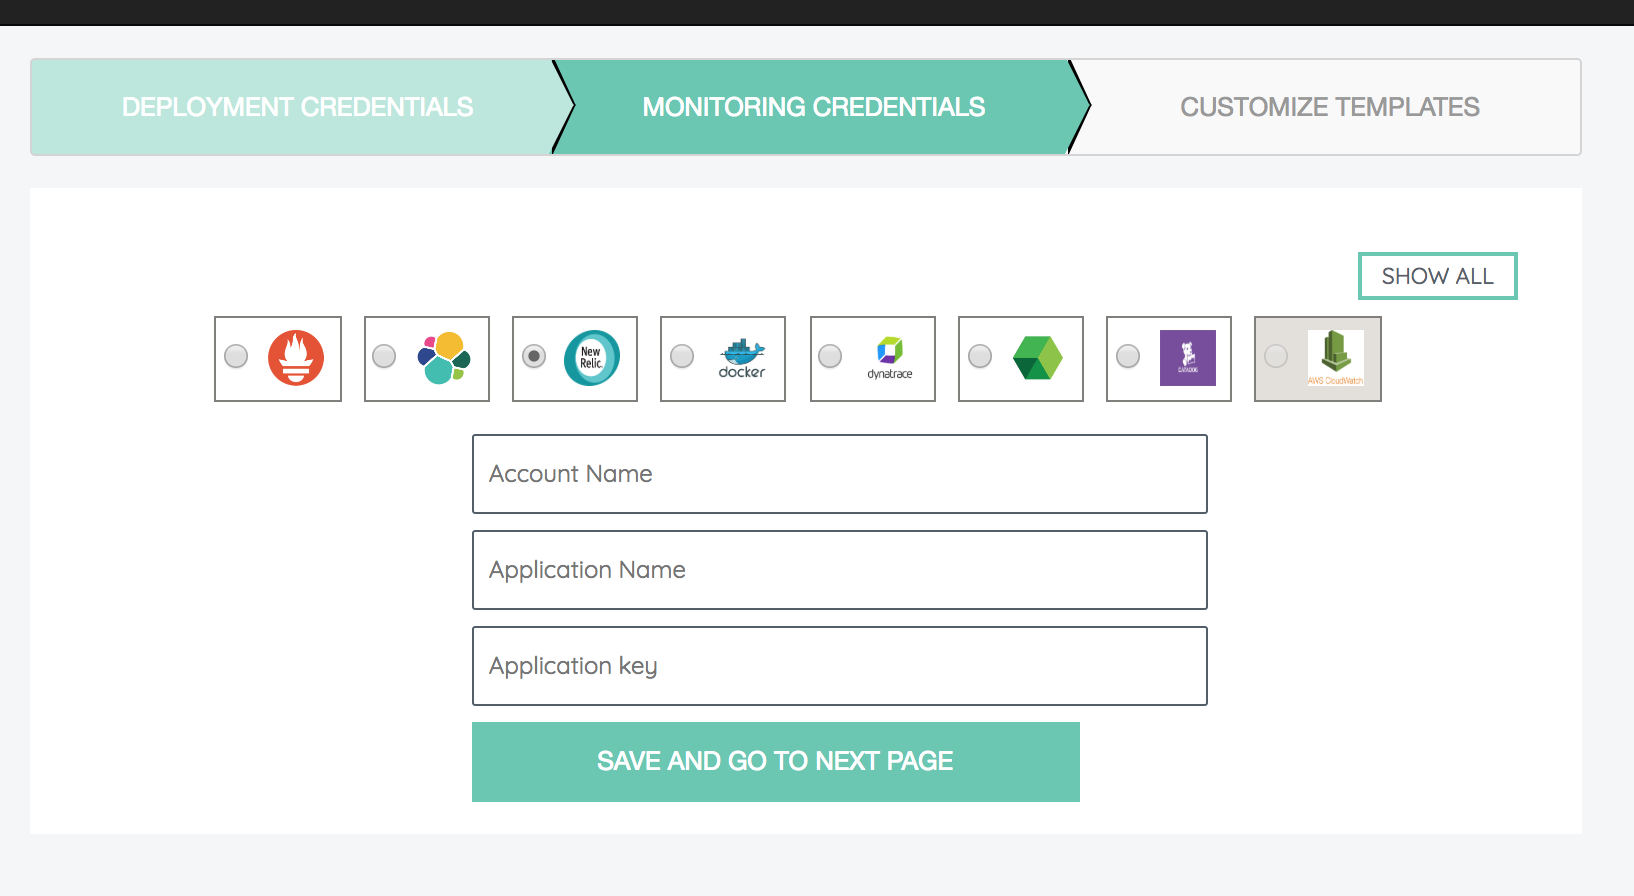 DEPLOYMENT CREDENTIALS
MONITORING CREDENTIALS
CUSTOMIZE TEMPLATES
SHOW ALL
New
Relic.
docker
dynatrace
DATADOG
AWS CloudWatch
Account Name
Application Name
Application key
SAVE AND GO TO NEXT PAGE